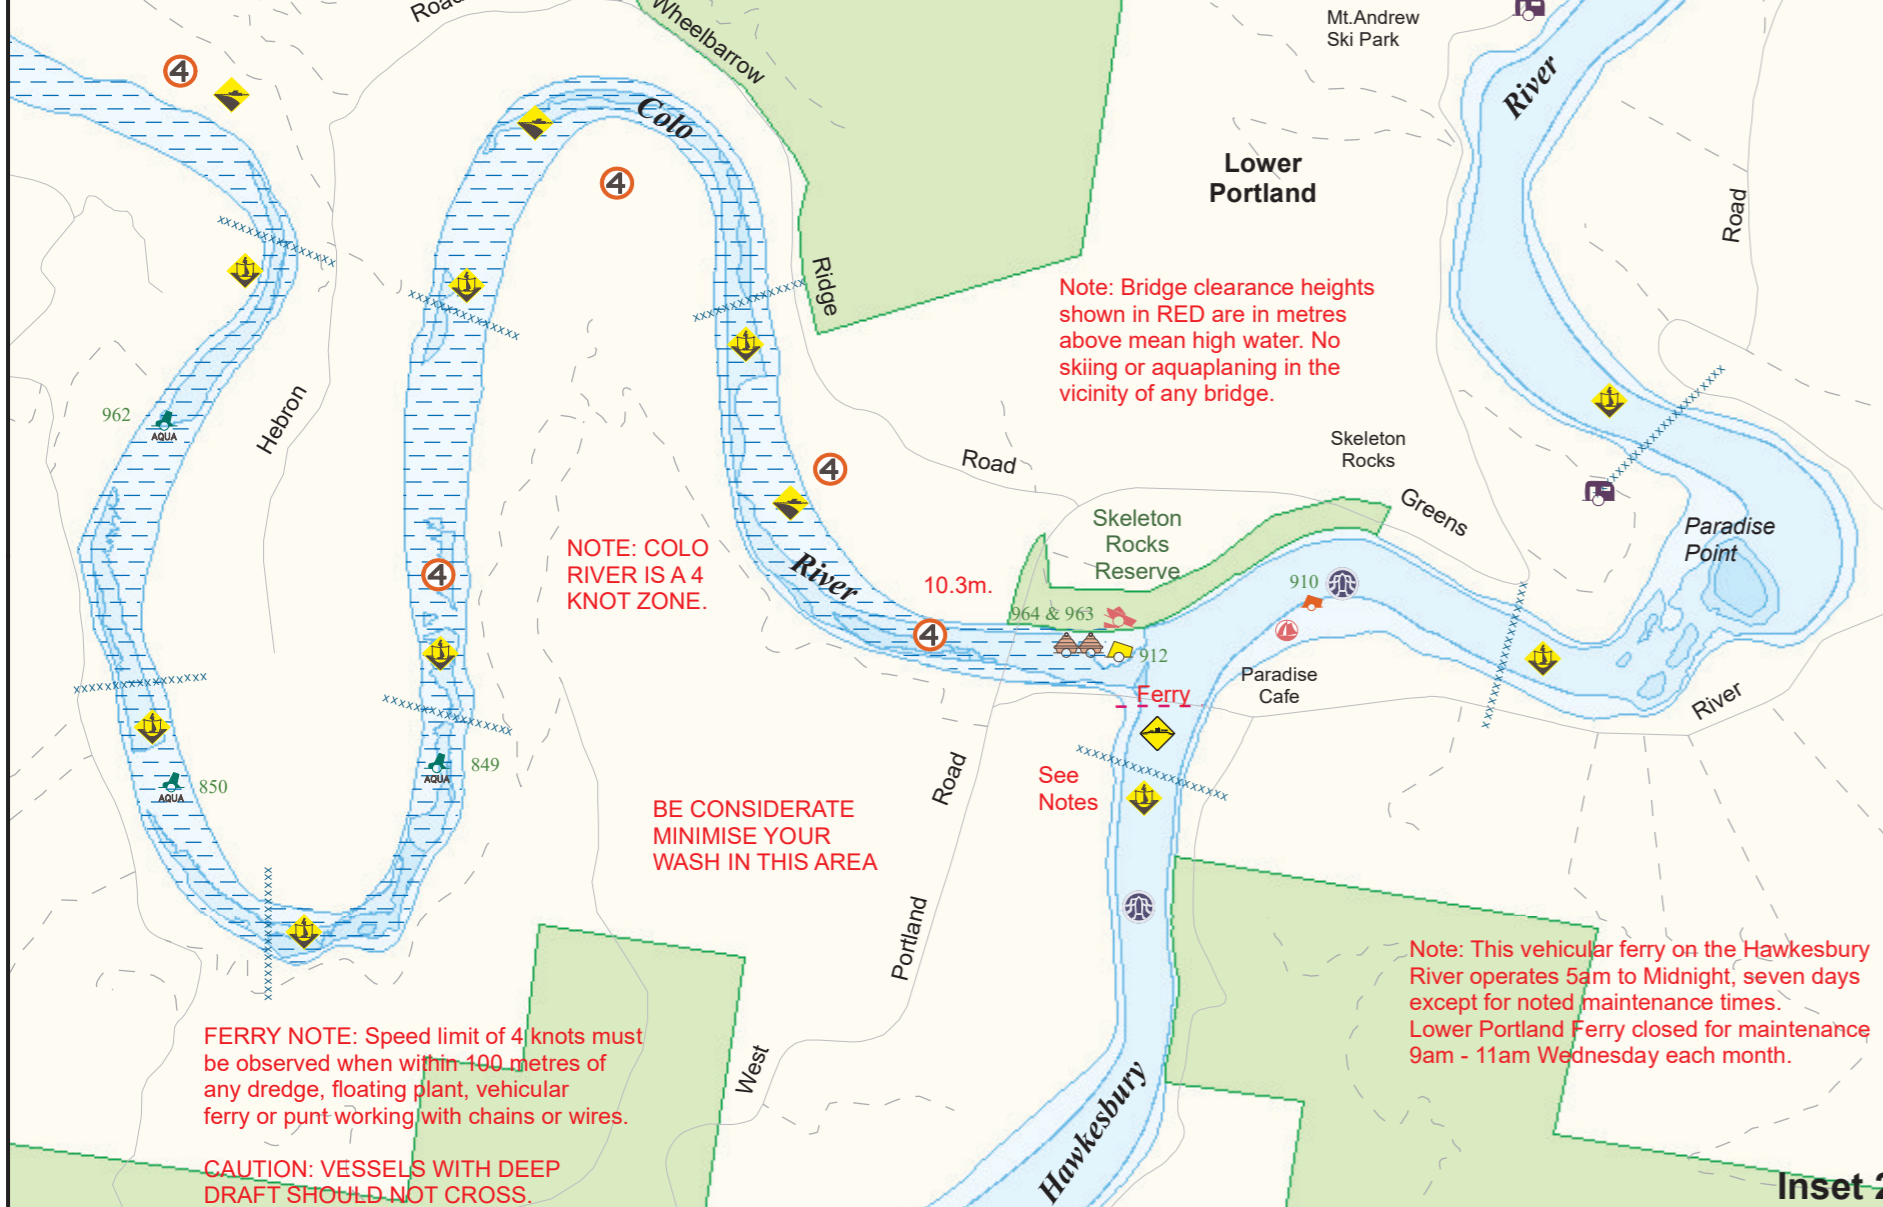 Road
Wheelbarrow
Mt.Andrew
Ski Park
4
Colo
River
4
Lower
Portland
Road
Ridge
Note: Bridge clearance heights
shown in RED are in metres
above mean high water. No
skiing or aquaplaning in the
vicinity of any bridge.
962
AQUA
Hebron
4
Road
Skeleton
Rocks
Greens
Skeleton
Rocks
Reserve
Paradise
Point
NOTE: COLO
RIVER IS A 4
KNOT ZONE.
4
River
10.3m.
910
964 & 963
4
912
Paradise
Cafe
Ferry
River
850
AQUA
849
AQUA
Road
See
Notes
BE CONSIDERATE
MINIMISE YOUR
WASH IN THIS AREA
Portland
Note: This vehicular ferry on the Hawkesbury
River operates 5am to Midnight, seven days
except for noted maintenance times.
Lower Portland Ferry closed for maintenance
9am - 11am Wednesday each month.
FERRY NOTE: Speed limit of 4 knots must
be observed when within 100 metres of
any dredge, floating plant, vehicular
ferry or punt working with chains or wires.
West
Hawkesbury
CAUTION: VESSELS WITH DEEP
DRAFT SHOULD NOT CROSS.
Inset 2